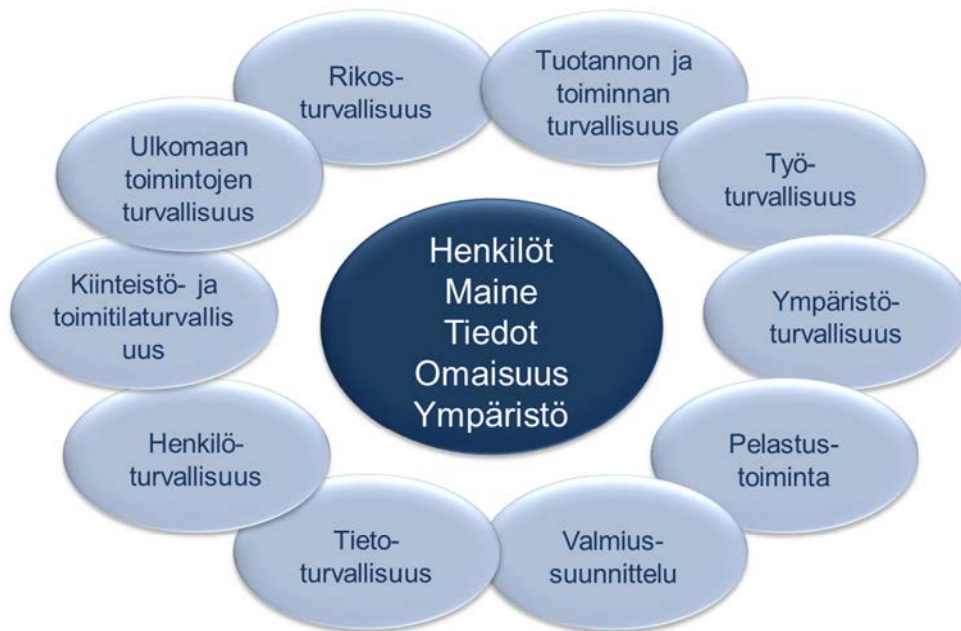 Rikos-
turvallisuus
Tuotannon ja
toiminnan
turvallisuus
Työ-
turvallisuus
Ympäristö-
turvallisuus
Pelastus-
toiminta
Valmius-
suunnittelu
Tieto-
turvallisuus
Henkilö-
turvallisuus
Kiinteistö- ja
toimitilaturvallis
uus
Ulkomaan
toimintojen
turvallisuus
Henkilöt
Maine
Tiedot
Omaisuus
Ympäristö